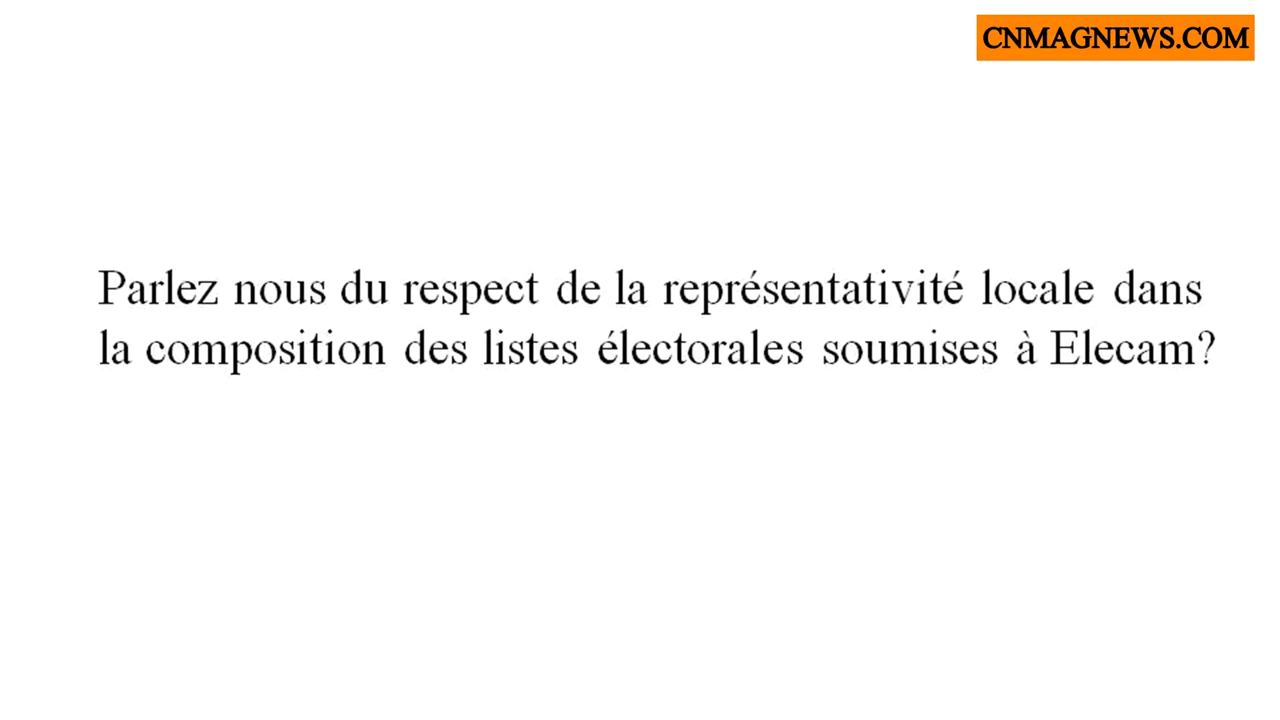 CNMAGNEWS.COM
Parlez nous du respect de la représentativité locale dans
la composition des listes électorales soumises à Elecam?